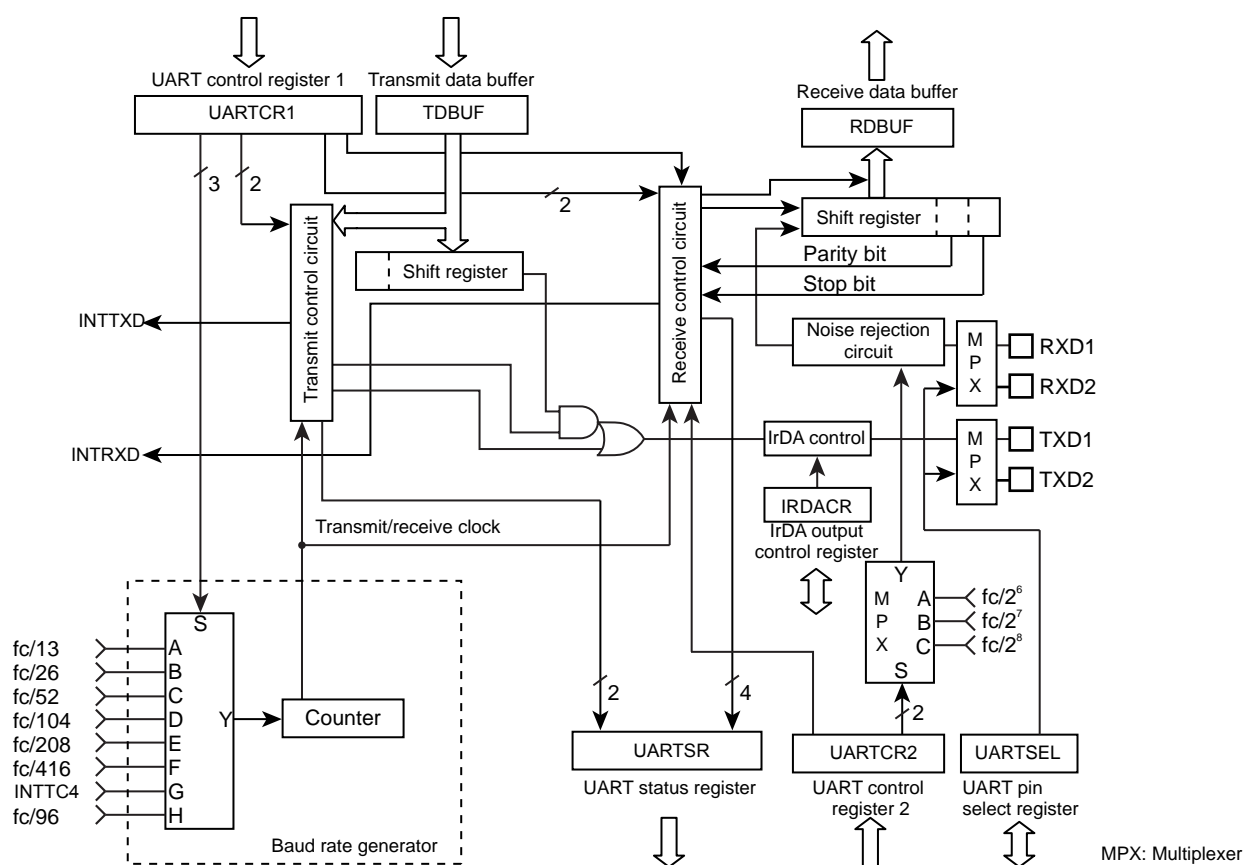 UART control register 1
Transmit data buffer
Receive data buffer
UARTCR1
TDBUF
RDBUF
3
2
2
Transmit control circuit
Receive control circuit
Shift register
Shift register
Parity bit
Stop bit
INTTXD
INTRXD
Noise rejection
circuit
M
P
X
RXD1
RXD2
IrDA control
M
P
X
TXD1
TXD2
IRDACR
IrDA output
control register
Transmit/receive clock
Y
M
P
X
A
B
C
S
fc/2⁶
fc/2⁷
fc/2⁸
2
S
fc/13
A
fc/26
B
fc/52
C
fc/104
D
Y
Counter
fc/208
E
fc/416
F
INTTC4
G
fc/96
H
Baud rate generator
2
4
UARTSR
UART status register
UARTCR2
UART control
register 2
UARTSEL
UART pin
select register
MPX: Multiplexer